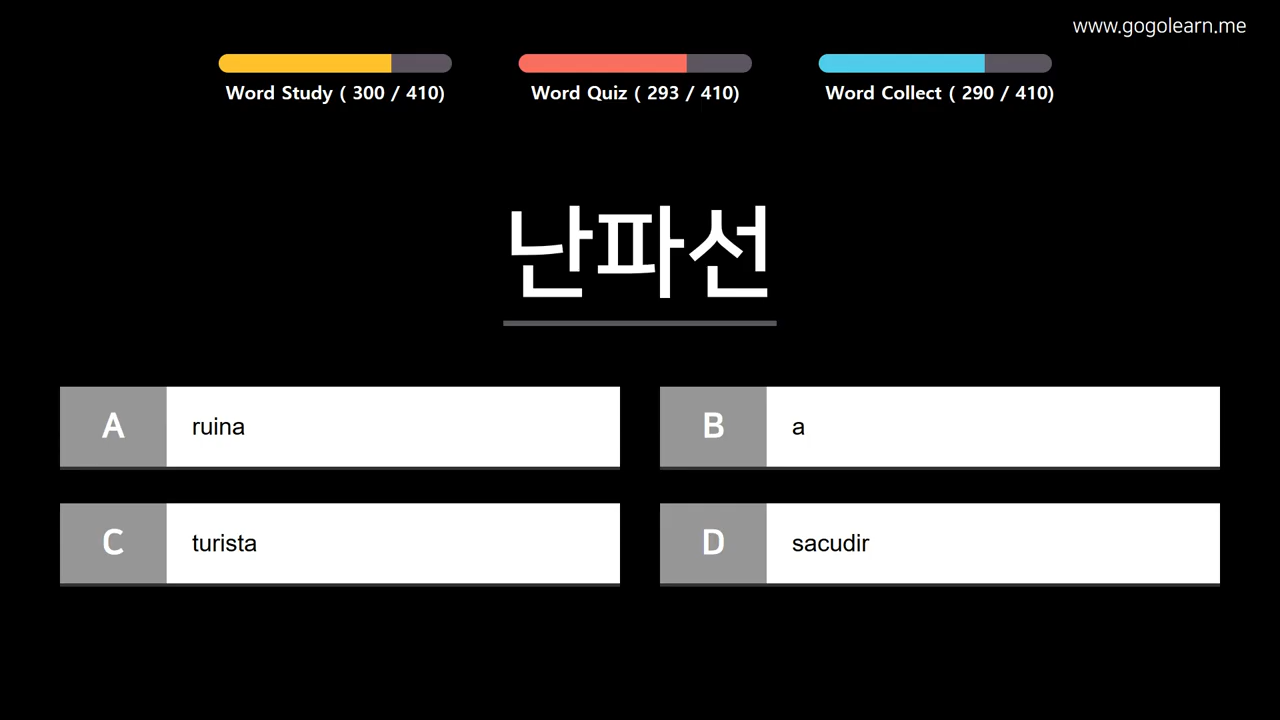 www.gogolearn.me
Word Study ( 300 / 410)
Word Quiz ( 293 / 410)
Word Collect ( 290 / 410)
난파선
A ruina
B a
C turista
D sacudir